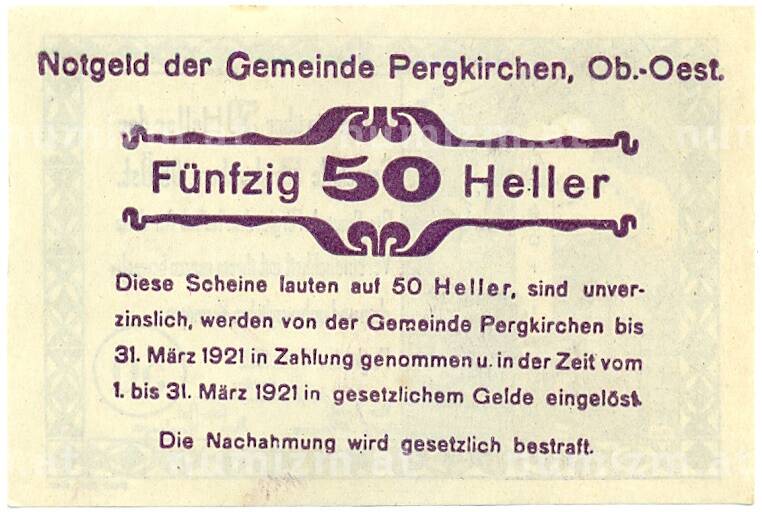 Notgeld der Gemeinde Pergkirchen, Ob.-Oest.
Fünfzig 50 Heller
Diese Scheine lauten auf 50 Heller, sind unver-
zinslich, werden von der Gemeinde Pergkirchen bis
31. März 1921 in Zahlung genommen u. in der Zeit vom
1. bis 31. März 1921 in gesetzlichem Gelde eingelöst.
Die Nachahmung wird gesetzlich bestraft.
numizm.at